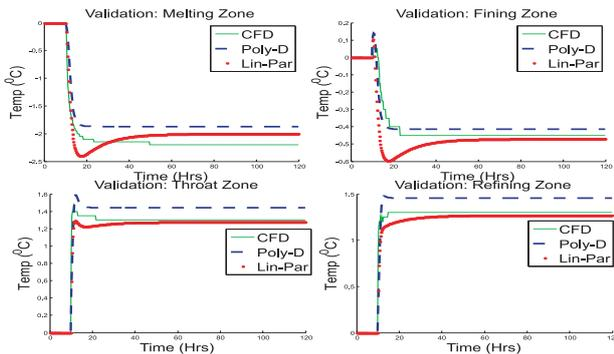 Validation: Melting Zone
CFD
Poly-D
Lin-Par
Temp (⁰C)
0
-0.5
-1
-1.5
-2
-2.5
0 20 40 60 80 100 120
Time (Hrs)
Validation: Fining Zone
CFD
Poly-D
Lin-Par
Temp (⁰C)
0.2
0.1
0
-0.1
-0.2
-0.3
-0.4
-0.5
-0.6
0 20 40 60 80 100 120
Time (Hrs)
Validation: Throat Zone
CFD
Poly-D
Lin-Par
Temp (⁰C)
1.6
1.4
1.2
1
0.8
0.6
0.4
0.2
0
0 20 40 60 80 100 120
Time (Hrs)
Validation: Refining Zone
CFD
Poly-D
Lin-Par
Temp (⁰C)
1.5
1
0.5
0
0 20 40 60 80 100 120
Time (Hrs)